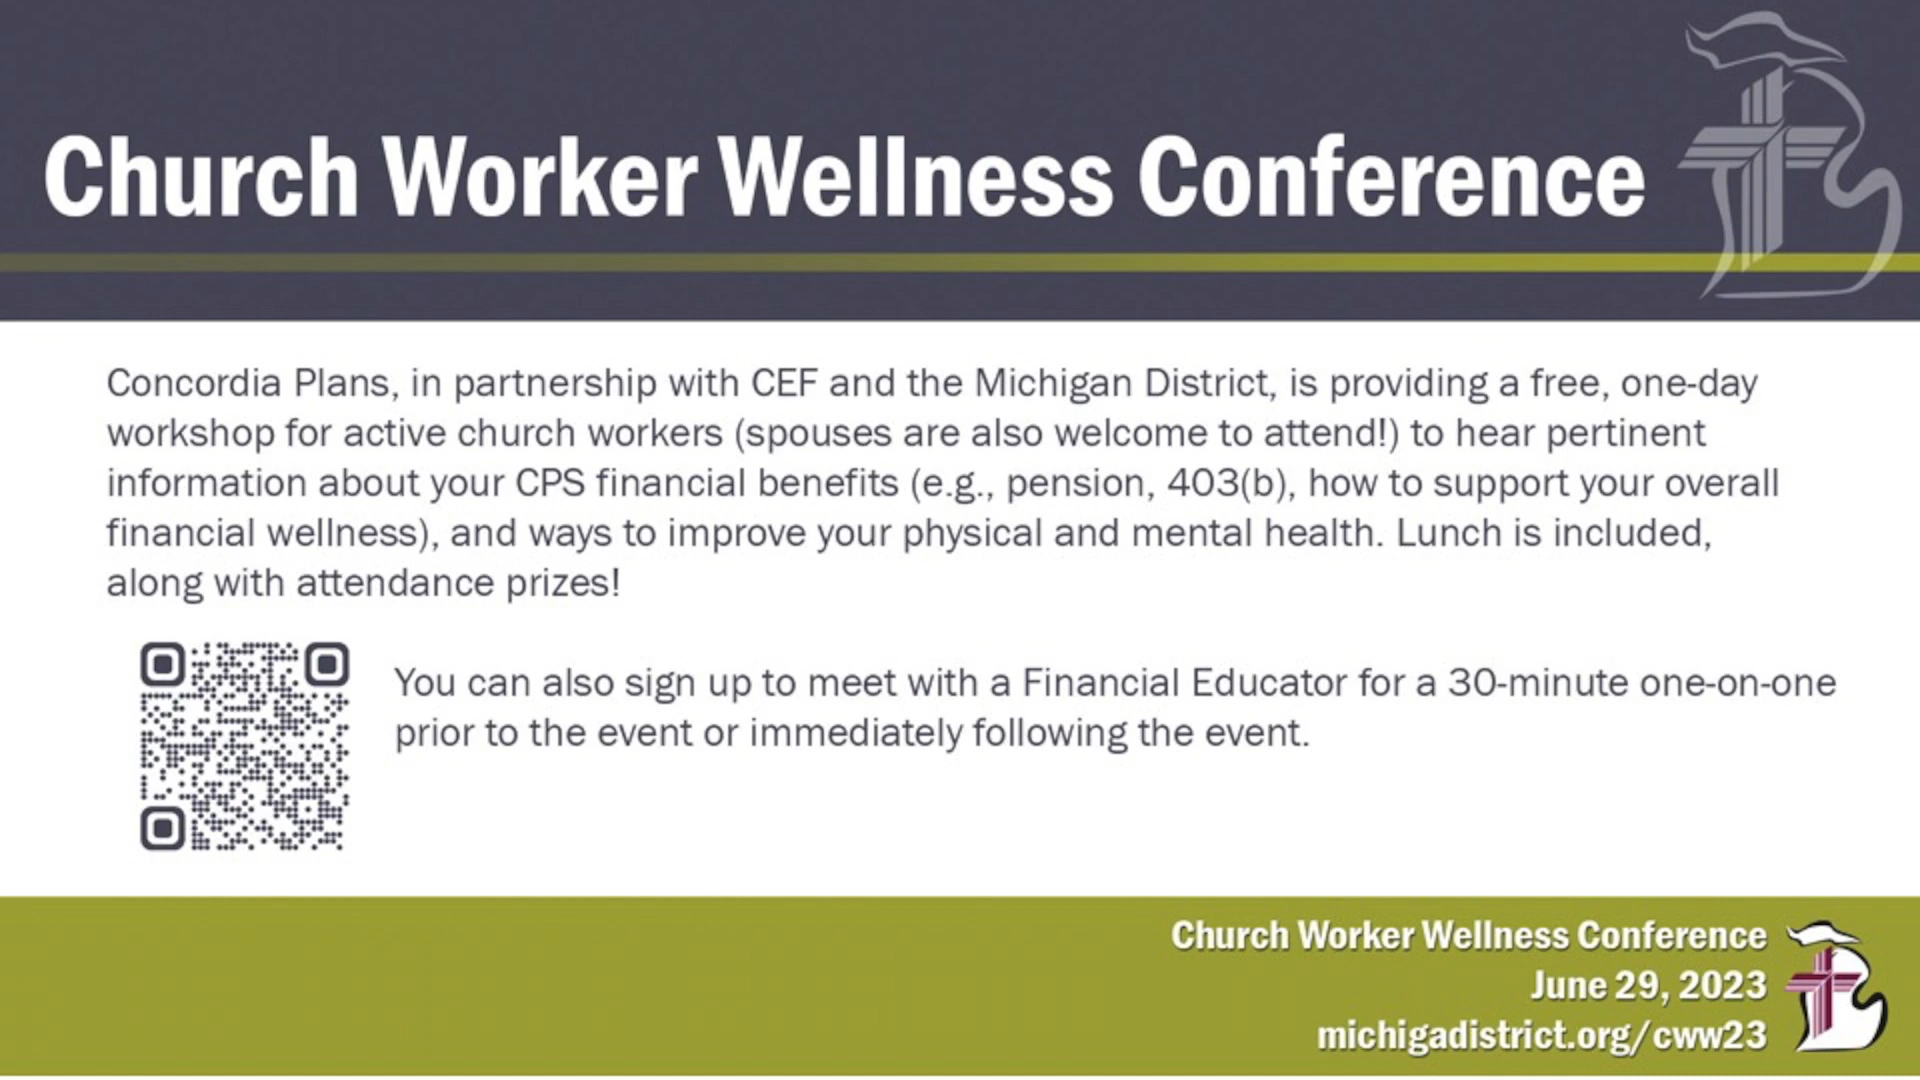 Church Worker Wellness Conference
Concordia Plans, in partnership with CEF and the Michigan District, is providing a free, one-day
workshop for active church workers (spouses are also welcome to attend!) to hear pertinent
information about your CPS financial benefits (e.g., pension, 403(b), how to support your overall
financial wellness), and ways to improve your physical and mental health. Lunch is included,
along with attendance prizes!
You can also sign up to meet with a Financial Educator for a 30-minute one-on-one
prior to the event or immediately following the event.
Church Worker Wellness Conference
June 29, 2023
michigadistrict.org/cww23